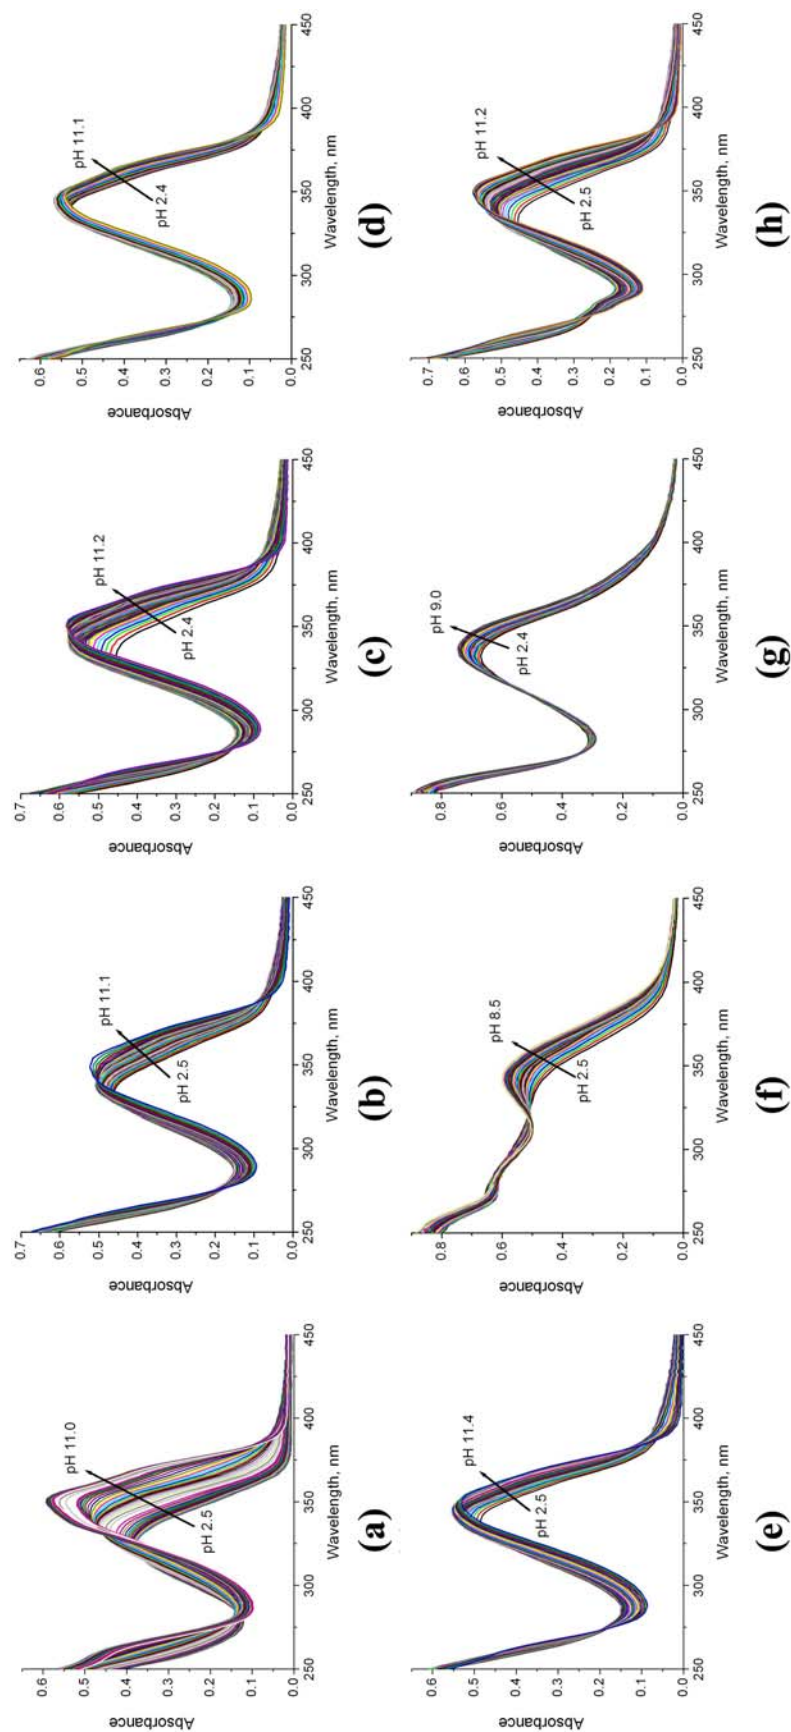 Absorbance
0.6
0.5
0.4
0.3
0.2
0.1
0.0
pH 11.0
pH 2.5
250 300 350 400 450
Wavelength, nm
(a)
Absorbance
0.7
0.6
0.5
0.4
0.3
0.2
0.1
0.0
pH 11.1
pH 2.5
250 300 350 400 450
Wavelength, nm
(b)
Absorbance
0.7
0.6
0.5
0.4
0.3
0.2
0.1
0.0
pH 11.2
pH 2.4
250 300 350 400 450
Wavelength, nm
(c)
Absorbance
0.6
0.5
0.4
0.3
0.2
0.1
0.0
pH 11.1
pH 2.4
250 300 350 400 450
Wavelength, nm
(d)
Absorbance
0.6
0.5
0.4
0.3
0.2
0.1
0.0
pH 11.4
pH 2.5
250 300 350 400 450
Wavelength, nm
(e)
Absorbance
0.8
0.6
0.4
0.2
0.0
pH 8.5
pH 2.5
250 300 350 400 450
Wavelength, nm
(f)
Absorbance
0.8
0.6
0.4
0.2
0.0
pH 9.0
pH 2.4
250 300 350 400 450
Wavelength, nm
(g)
Absorbance
0.7
0.6
0.5
0.4
0.3
0.2
0.1
0.0
pH 11.2
pH 2.5
250 300 350 400 450
Wavelength, nm
(h)